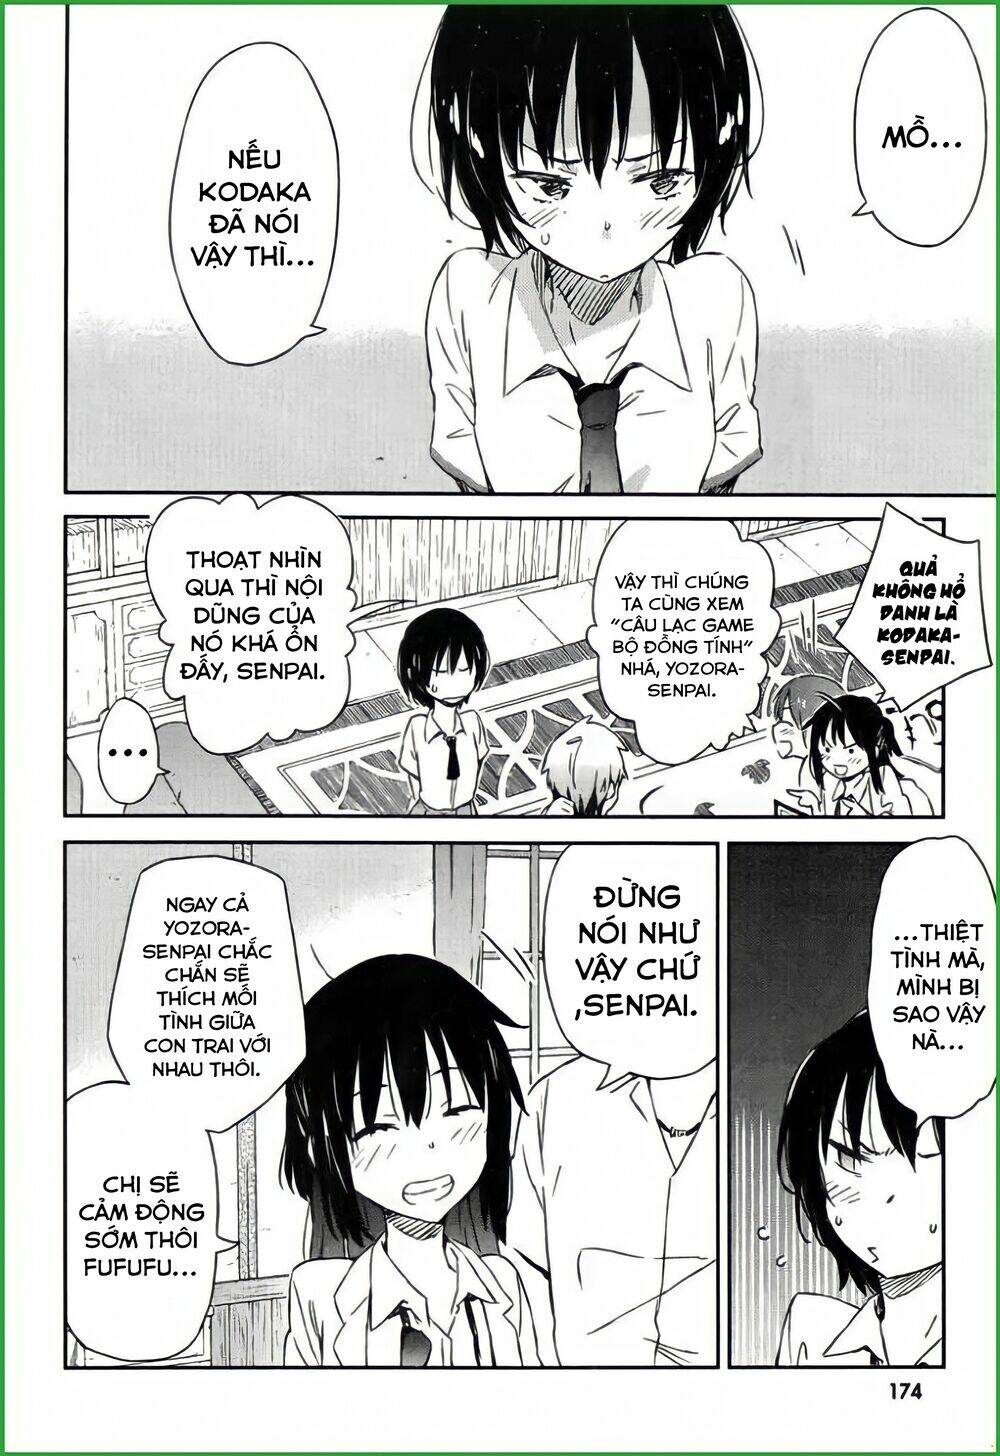 MỒ...
NẾU
KODAKA
ĐÃ NÓI
VẬY THÌ...
QUẢ
KHÔNG HỔ
DANH LÀ
KODAKA-
SENPAI.
VẬY THÌ CHÚNG
TA CÙNG XEM
"CÂU LẠC GAME
BỘ ĐỒNG TÍNH"
NHÁ, YOZORA-
SENPAI.
THOẠT NHÌN
QUA THÌ NỘI
DŨNG CỦA
NÓ KHÁ ỔN
ĐẤY, SENPAI.
...
...THIỆT
TÌNH MÀ,
MÌNH BỊ
SAO VẬY
NÀ...
ĐỪNG
NÓI NHƯ
VẬY CHỨ
,SENPAI.
NGAY CẢ
YOZORA-
SENPAI CHẮC
CHẮN SẼ
THÍCH MỐI
TÌNH GIỮA
CON TRAI VỚI
NHAU THÔI.
CHỊ SẼ
CẢM ĐỘNG
SỚM THÔI
FUFUFU...
174